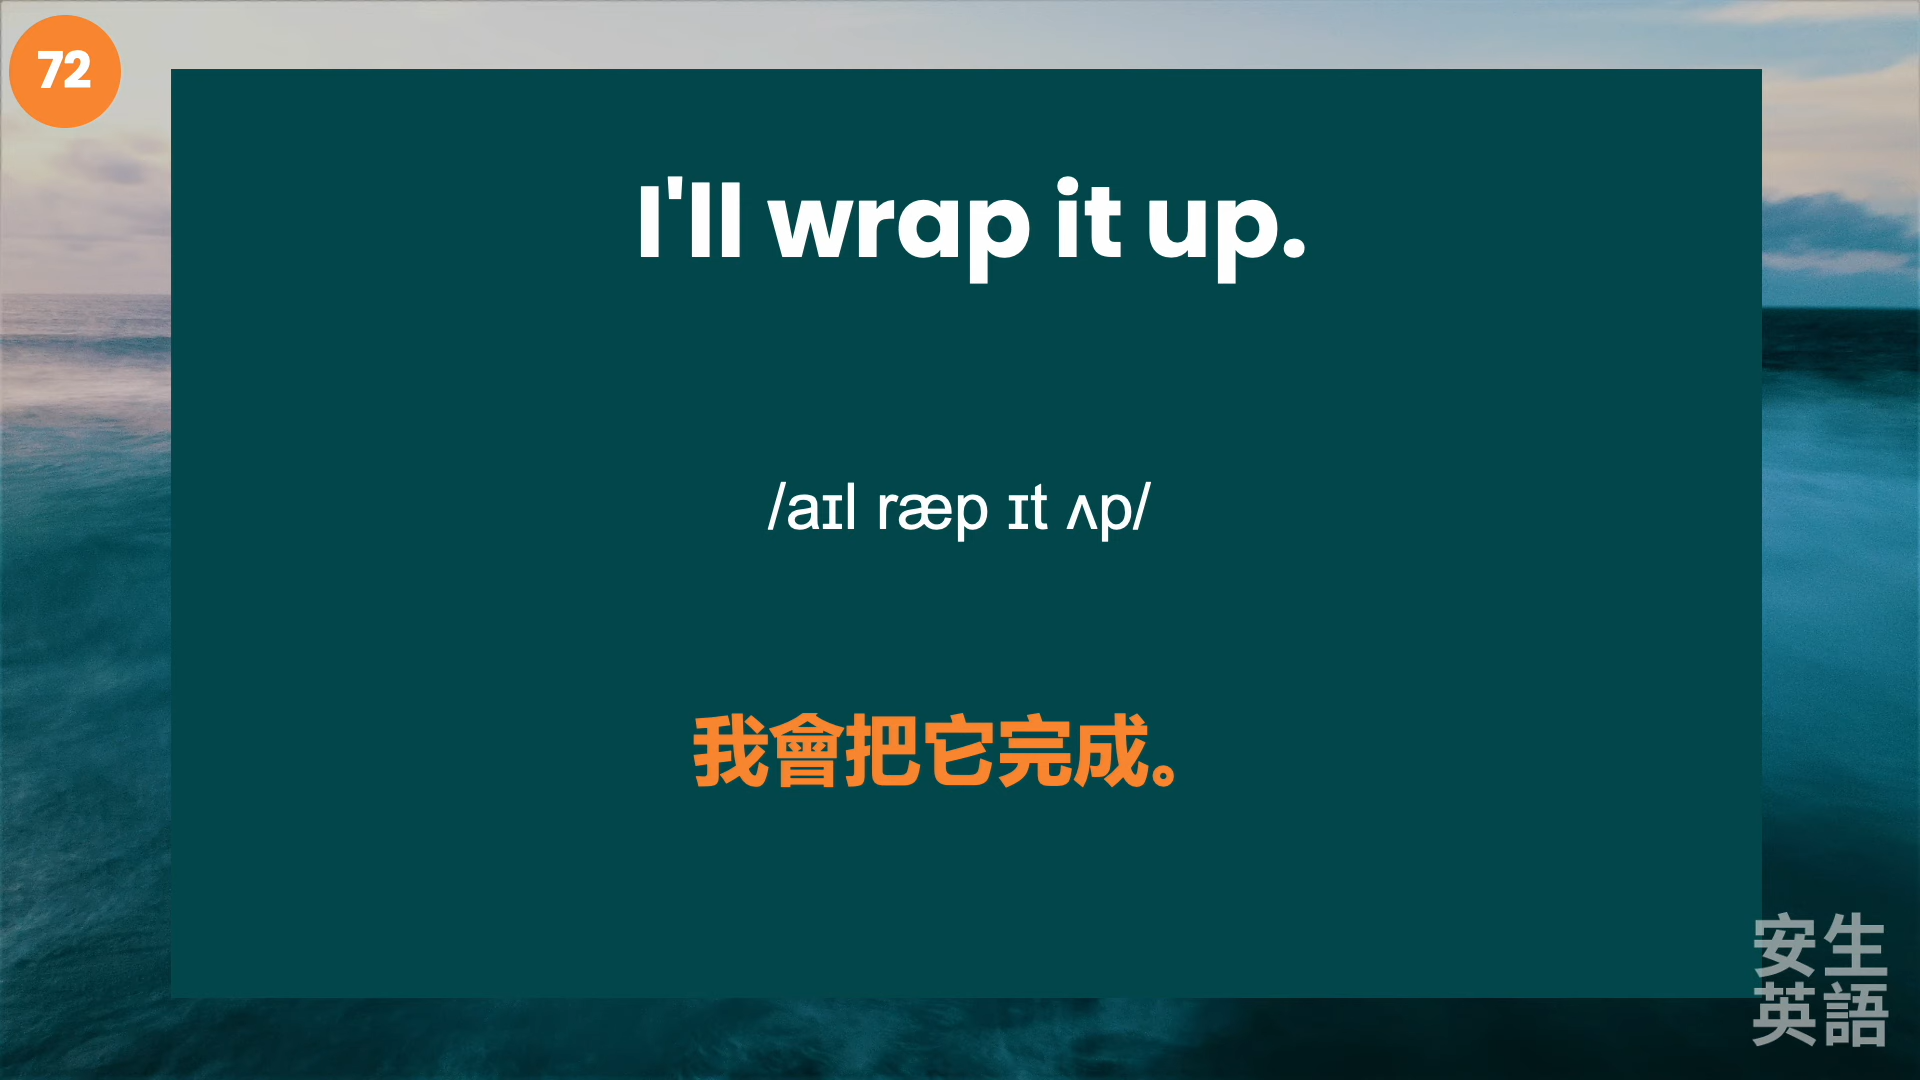 72
I'll wrap it up.
/aɪl ræp ɪt ʌp/
我會把它完成。
安生
英語